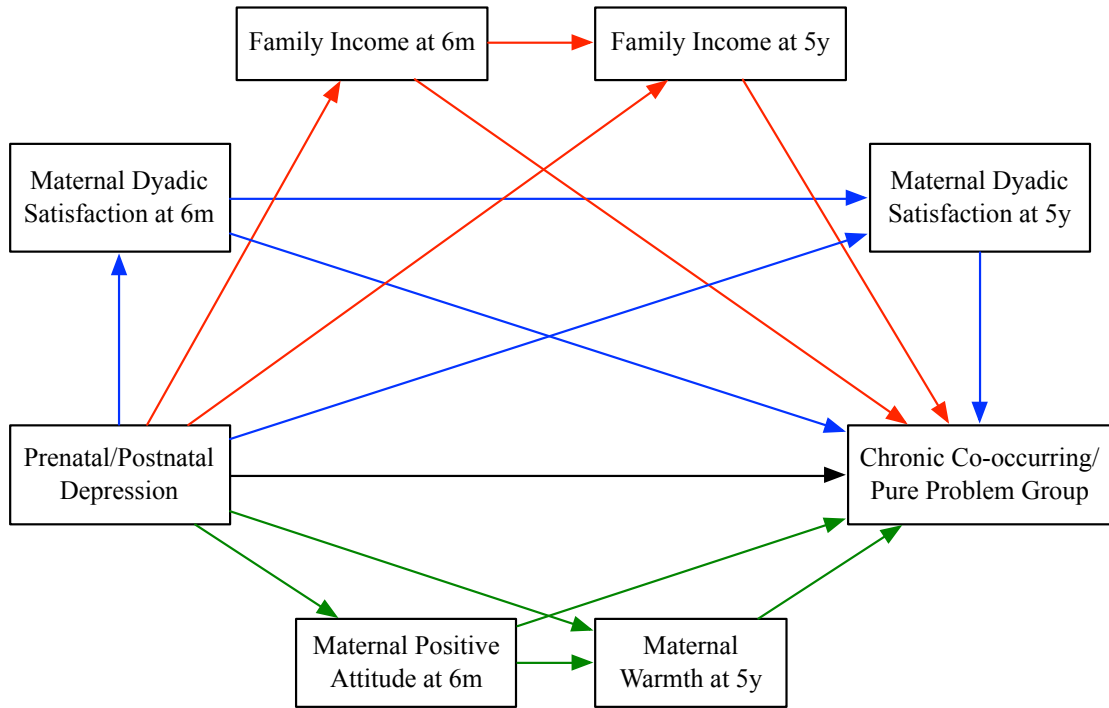 Family Income at 6m
Family Income at 5y
Maternal Dyadic
Satisfaction at 6m
Maternal Dyadic
Satisfaction at 5y
Prenatal/Postnatal
Depression
Chronic Co-occurring/
Pure Problem Group
Maternal Positive
Attitude at 6m
Maternal
Warmth at 5y